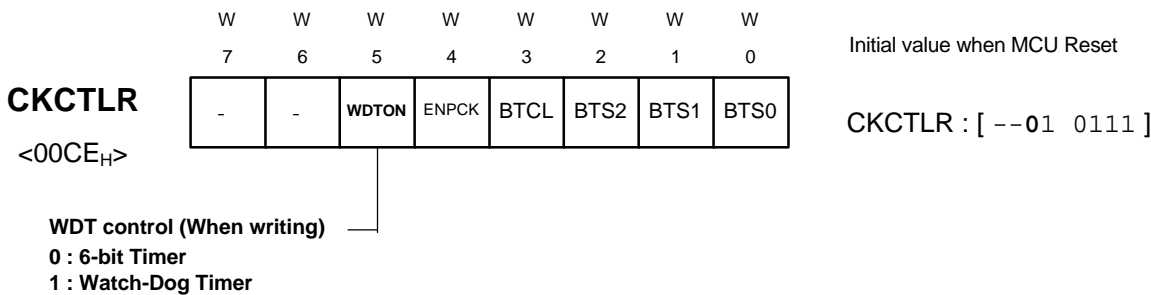 W W W W W W W W
7 6 5 4 3 2 1 0
Initial value when MCU Reset
CKCTLR
- - WDTON ENPCK BTCL BTS2 BTS1 BTS0
CKCTLR : [ --01 0111 ]
<00CEH>
WDT control (When writing)
0 : 6-bit Timer
1 : Watch-Dog Timer